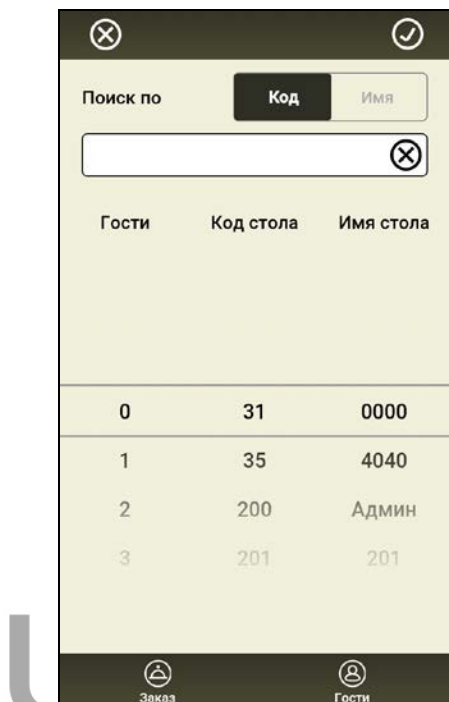 Поиск по Код Имя
Гости Код стола Имя стола
0 31 0000
1 35 4040
2 200 Админ
3 201 201
Заказ Гости